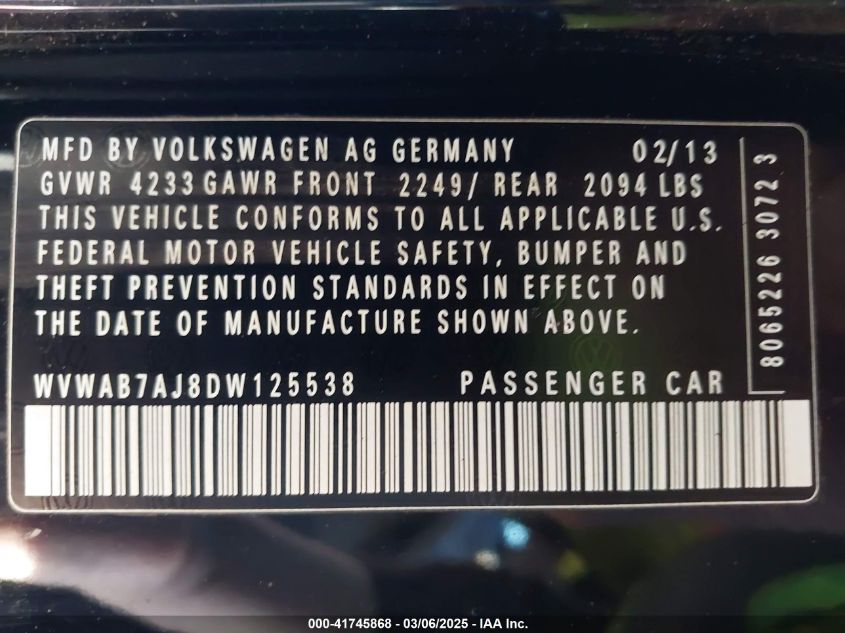 MFD BY VOLKSWAGEN AG GERMANY 02/13
GVWR 4233 GAWR FRONT 2249/ REAR 2094 LBS
THIS VEHICLE CONFORMS TO ALL APPLICABLE U.S.
FEDERAL MOTOR VEHICLE SAFETY, BUMPER AND
THEFT PREVENTION STANDARDS IN EFFECT ON
THE DATE OF MANUFACTURE SHOWN ABOVE.
WVWAB7AJ8DW125538 PASSENGER CAR
8065226 3072 3
000-41745868 - 03/06/2025 - IAA Inc.